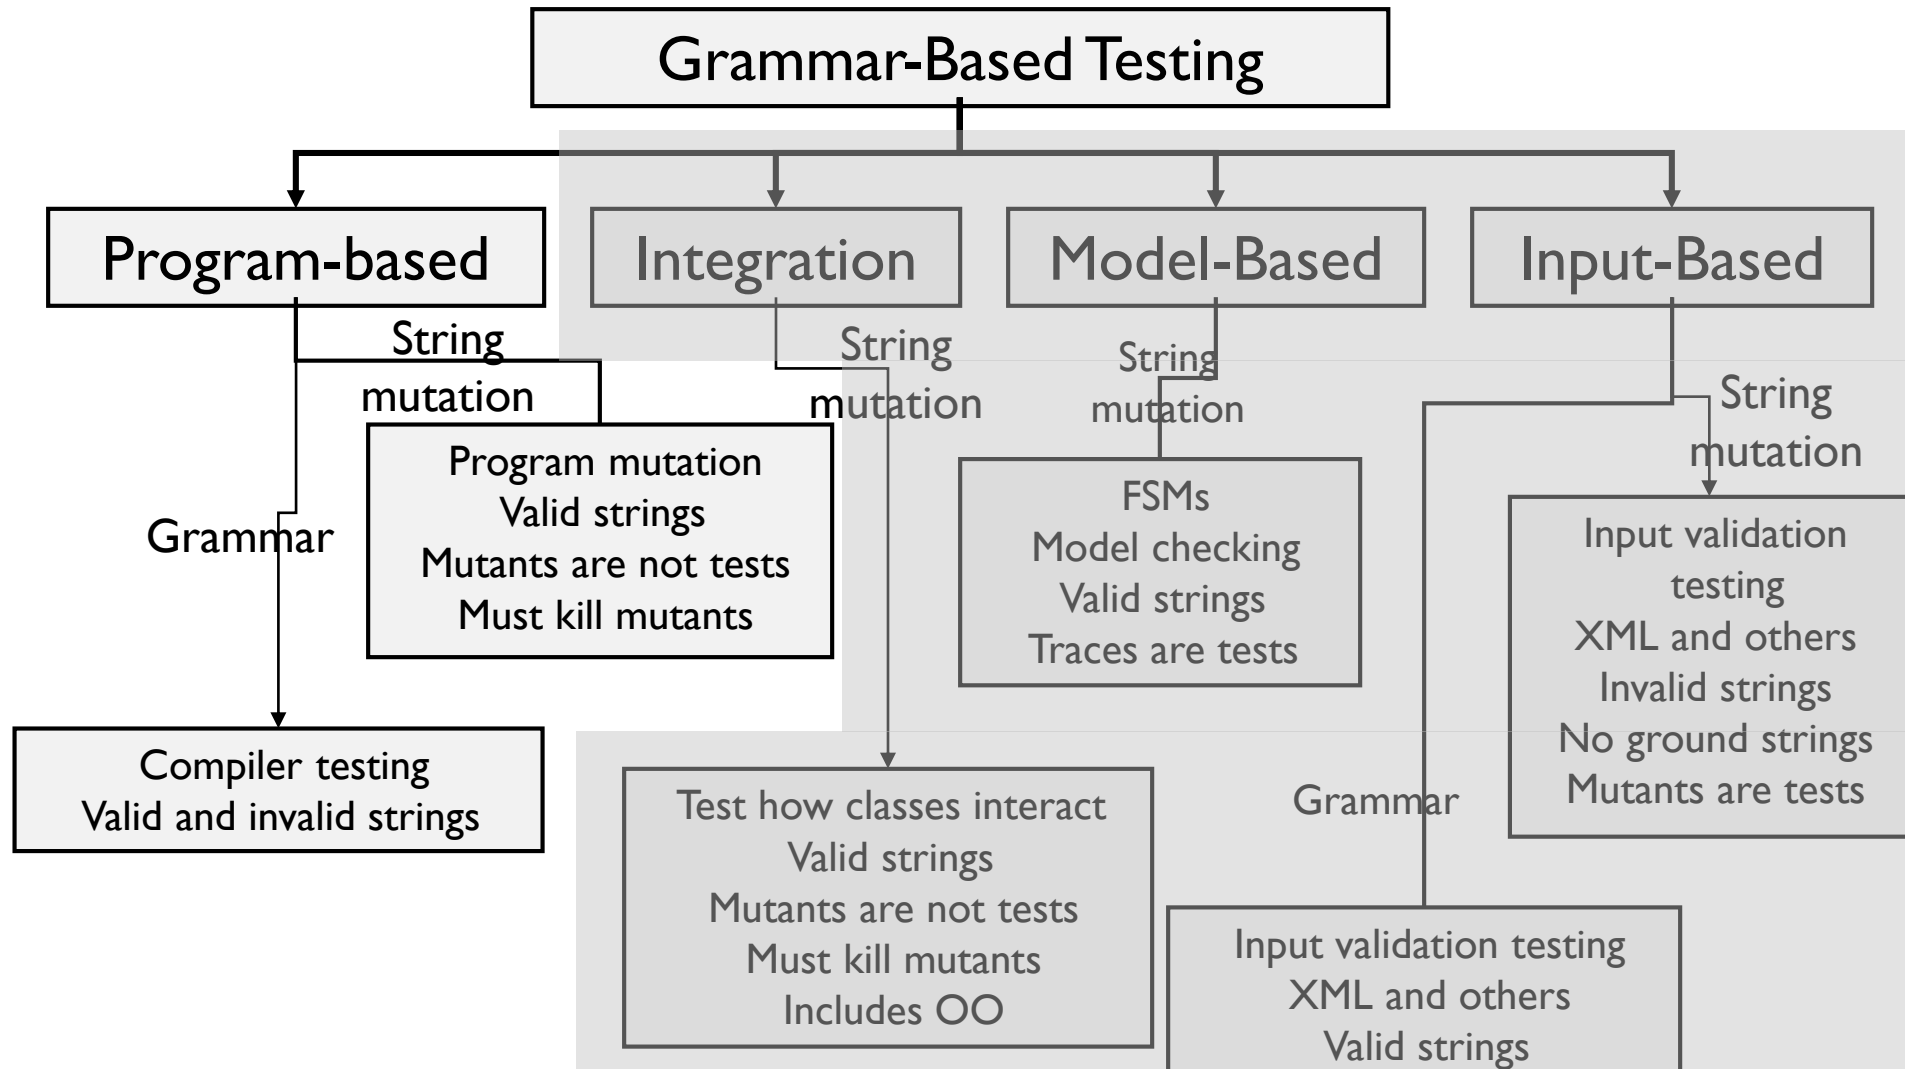 Grammar-Based Testing
Program-based
Integration
Model-Based
Input-Based
String
mutation
String
mutation
String
mutation
String
mutation
Grammar
Program mutation
Valid strings
Mutants are not tests
Must kill mutants
FSMs
Model checking
Valid strings
Traces are tests
Input validation
testing
XML and others
Invalid strings
No ground strings
Mutants are tests
Compiler testing
Valid and invalid strings
Test how classes interact
Valid strings
Mutants are not tests
Must kill mutants
Includes OO
Grammar
Input validation testing
XML and others
Valid strings